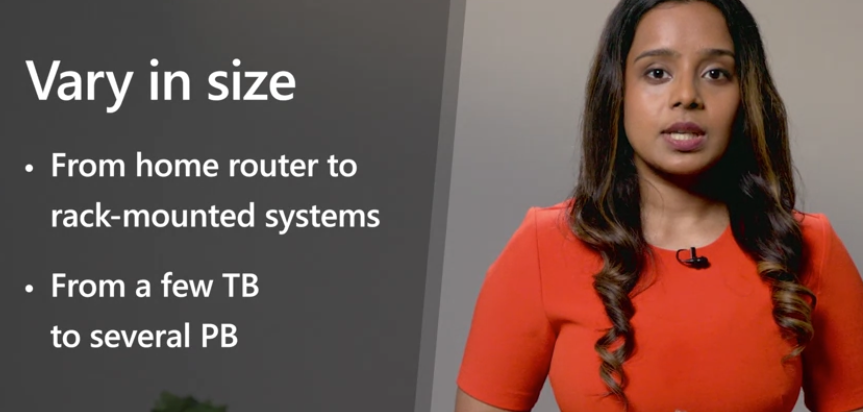 Vary in size
• From home router to
rack-mounted systems
• From a few TB
to several PB